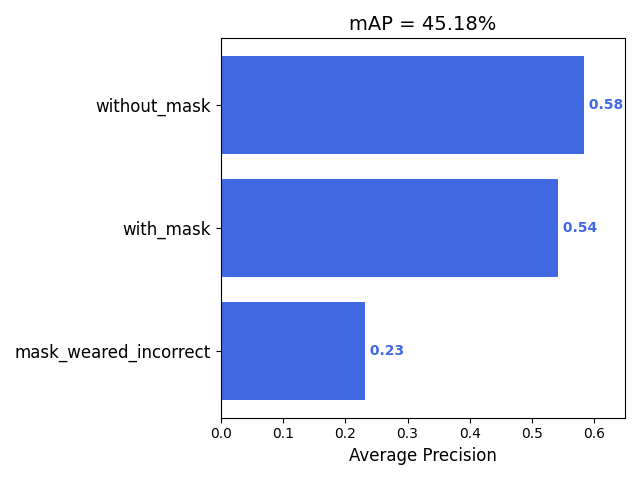 mAP = 45.18%
without_mask
0.58
with_mask
0.54
mask_weared_incorrect
0.23
0.0 0.1 0.2 0.3 0.4 0.5 0.6
Average Precision